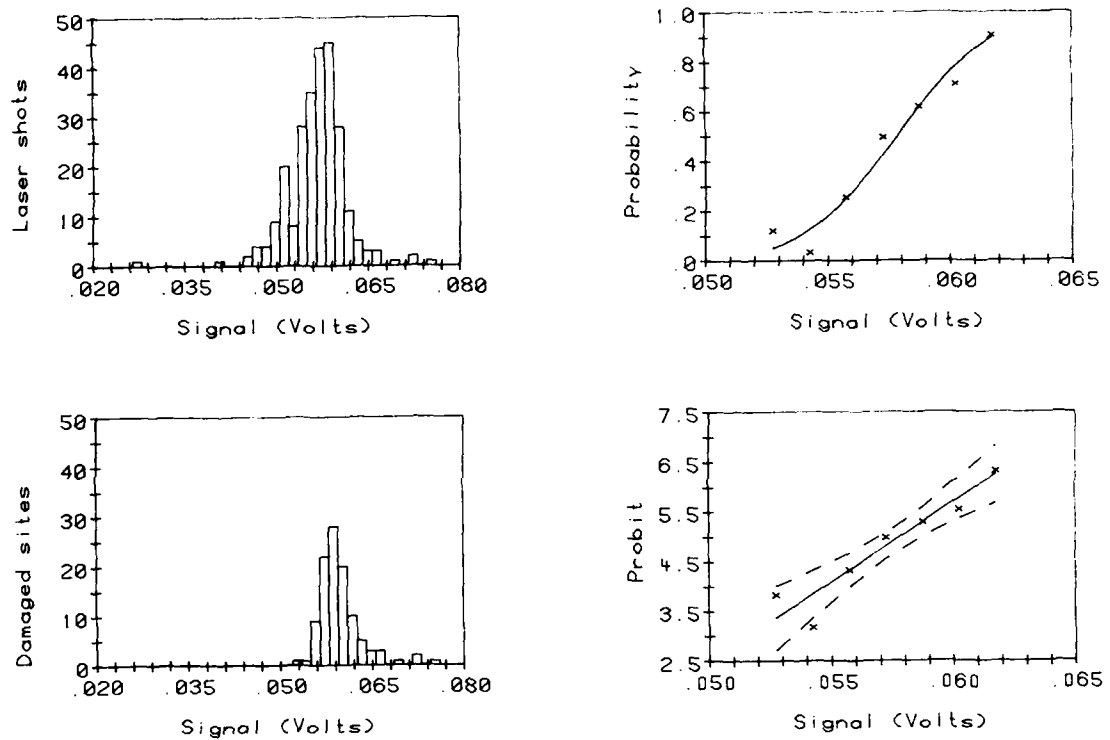 50
40
30
20
10
0
Laser shots
.020 .035 .050 .065 .080
Signal (Volts)
1.0
.8
.6
.4
.2
.0
Probability
.050 .055 .060 .065
Signal (Volts)
50
40
30
20
10
0
Damaged sites
.020 .035 .050 .065 .080
Signal (Volts)
7.5
6.5
5.5
4.5
3.5
2.5
Probit
.050 .055 .060 .065
Signal (Volts)